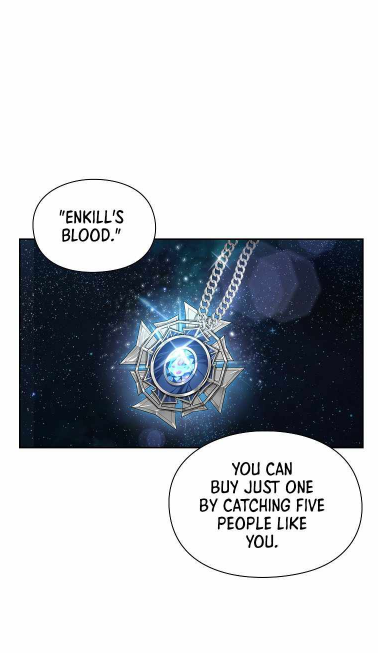 "ENKILL'S
BLOOD."
YOU CAN
BUY JUST ONE
BY CATCHING FIVE
PEOPLE LIKE
YOU.